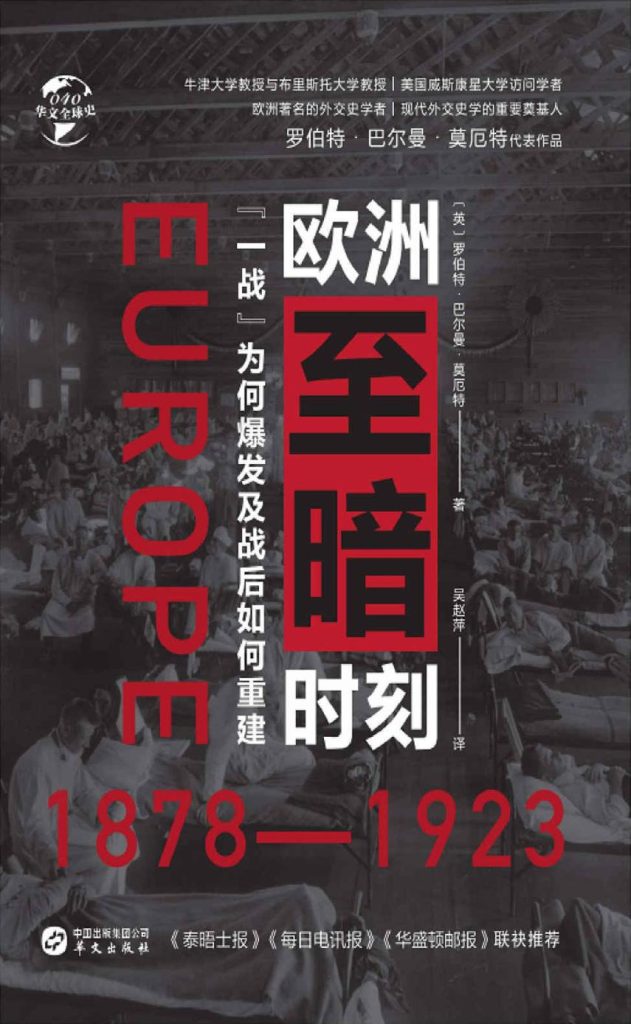 040
华文全球史
牛津大学教授与布里斯托大学教授|美国威斯康星大学访问学者
欧洲著名的外交史学者|现代外交史学的重要奠基人
罗伯特·巴尔曼·莫厄特代表作品
欧洲
至暗
时刻
『一战』为何爆发及战后如何重建
EUROPE
〔英〕罗伯特·巴尔曼·莫厄特——著
吴赵萍——译
1878—1923
中国出版集团公司
华文出版社
《泰晤士报》《每日电讯报》《华盛顿邮报》联袂推荐